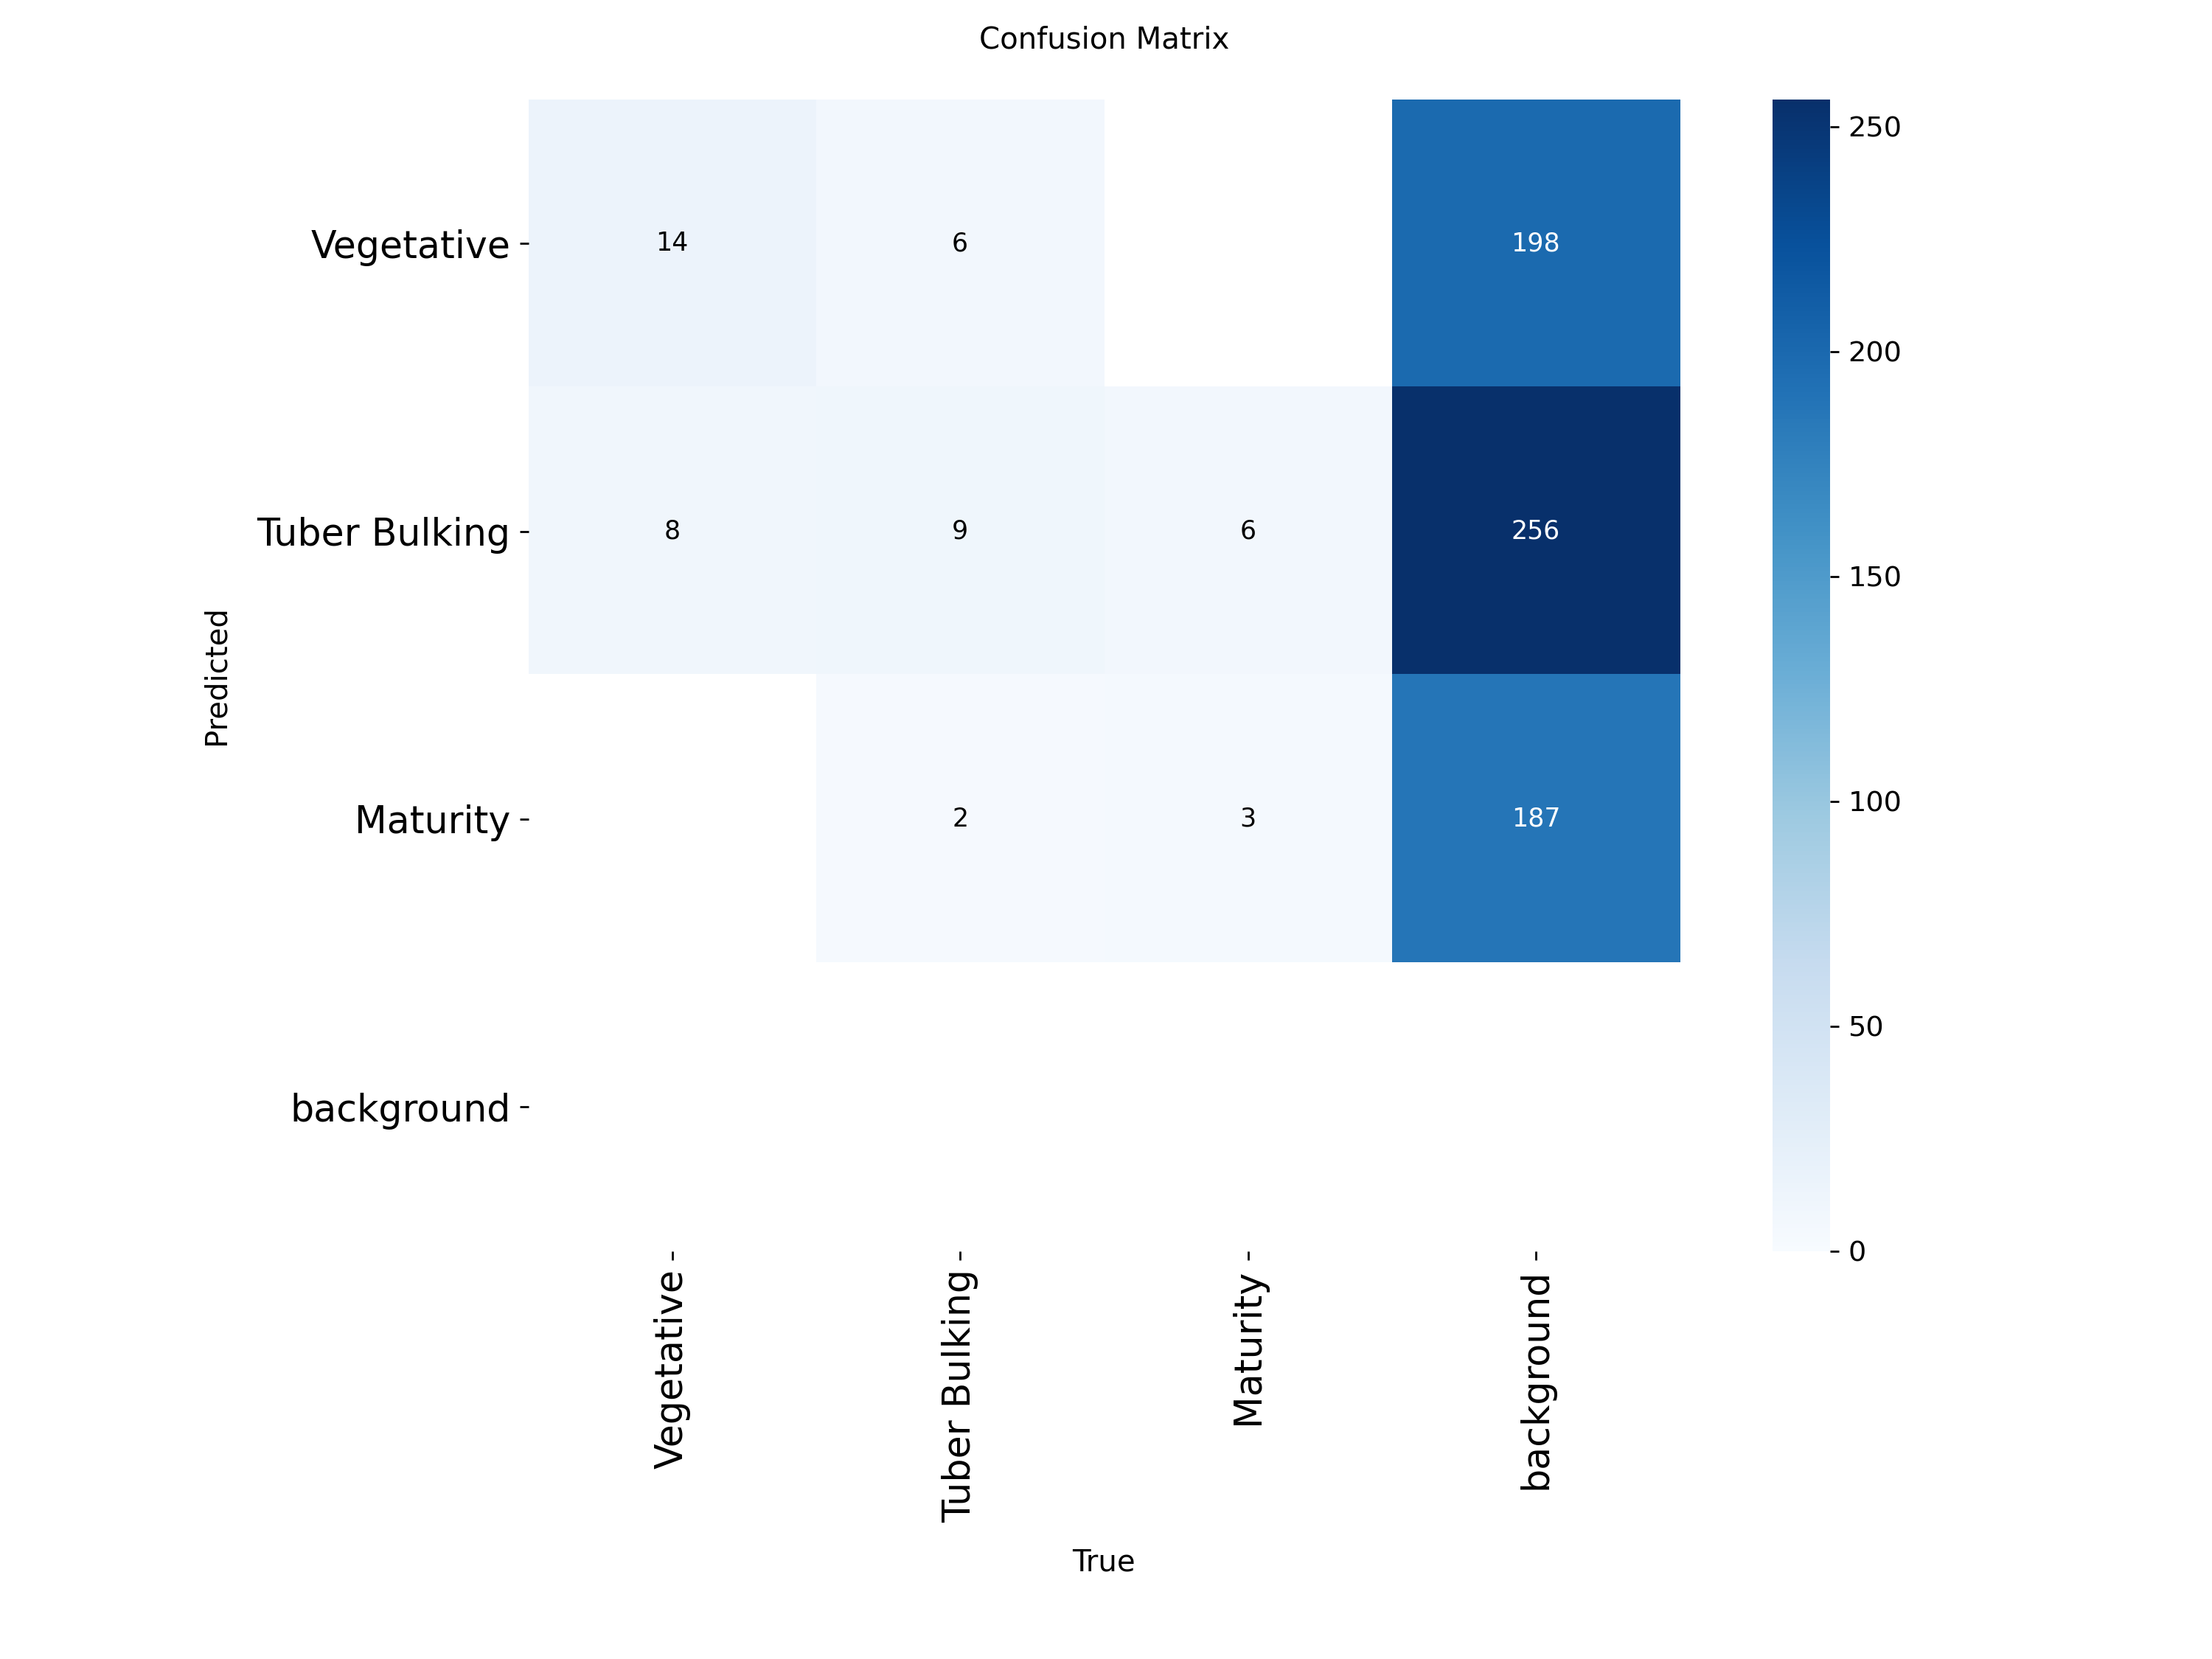 Confusion Matrix
Vegetative
14
6
198
Tuber Bulking
8
9
6
256
Maturity
2
3
187
background
Predicted
Vegetative
Tuber Bulking
Maturity
background
True
250
200
150
100
50
0